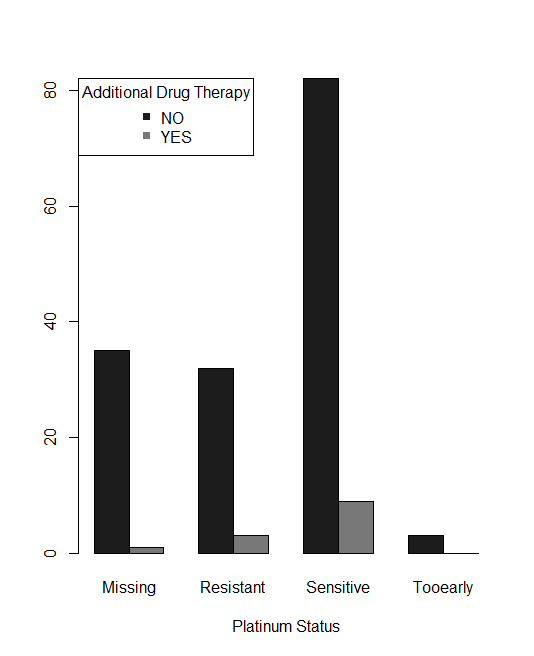 Additional Drug Therapy
NO
YES
80
60
40
20
0
Missing Resistant Sensitive Tooearly
Platinum Status